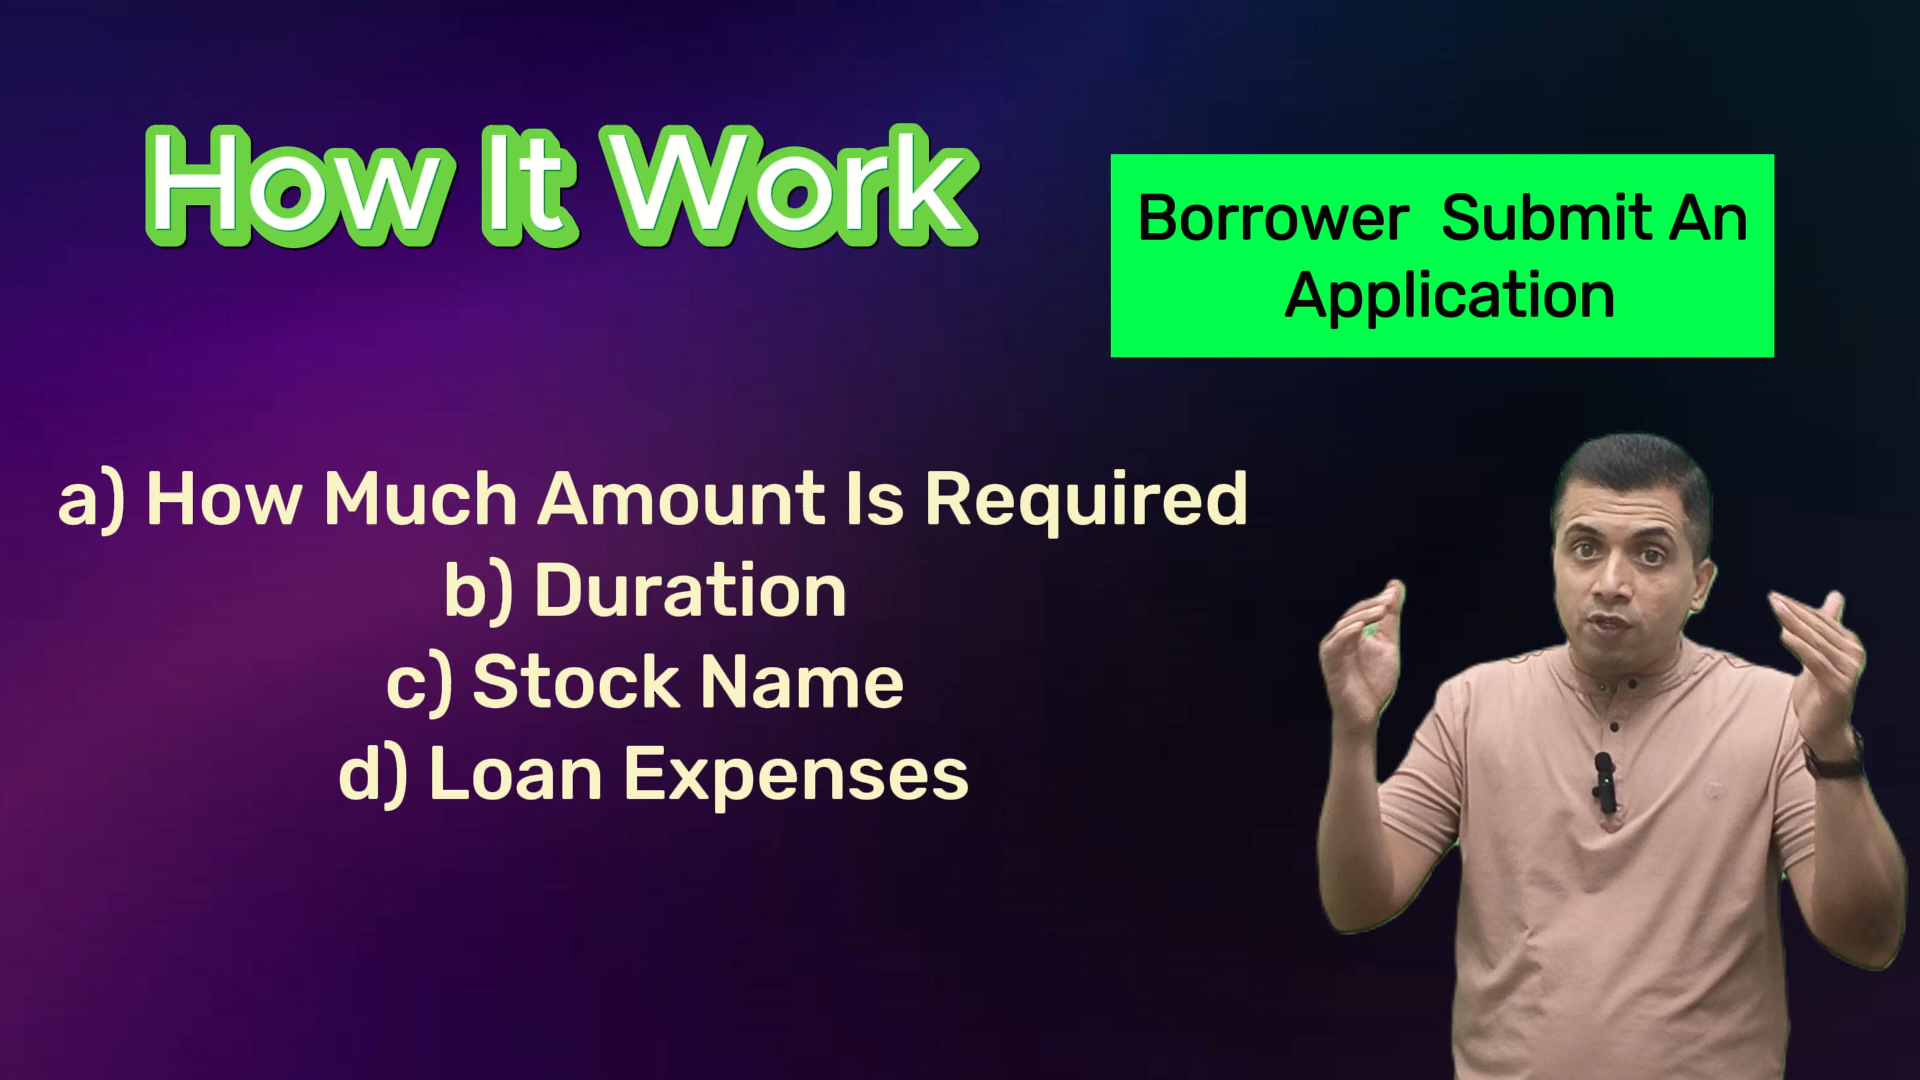 How It Work
Borrower  Submit An
Application
a) How Much Amount Is Required
b) Duration
c) Stock Name
d) Loan Expenses